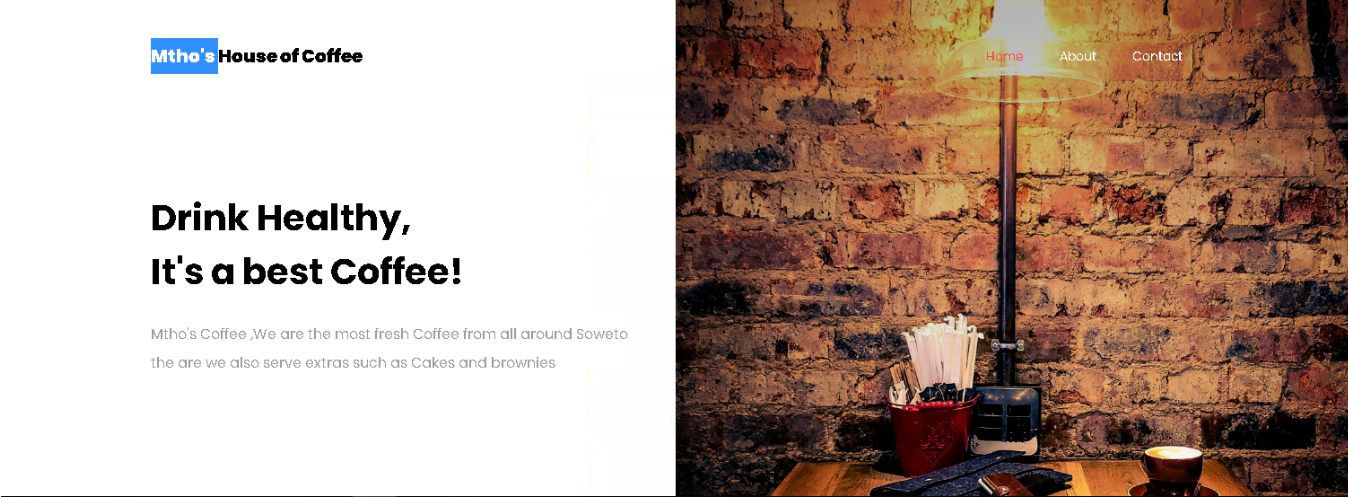 Mtho's House of Coffee
Home About Contact
Drink Healthy,
It's a best Coffee!
Mtho's Coffee ,We are the most fresh Coffee from all around Soweto
the are we also serve extras such as Cakes and brownies